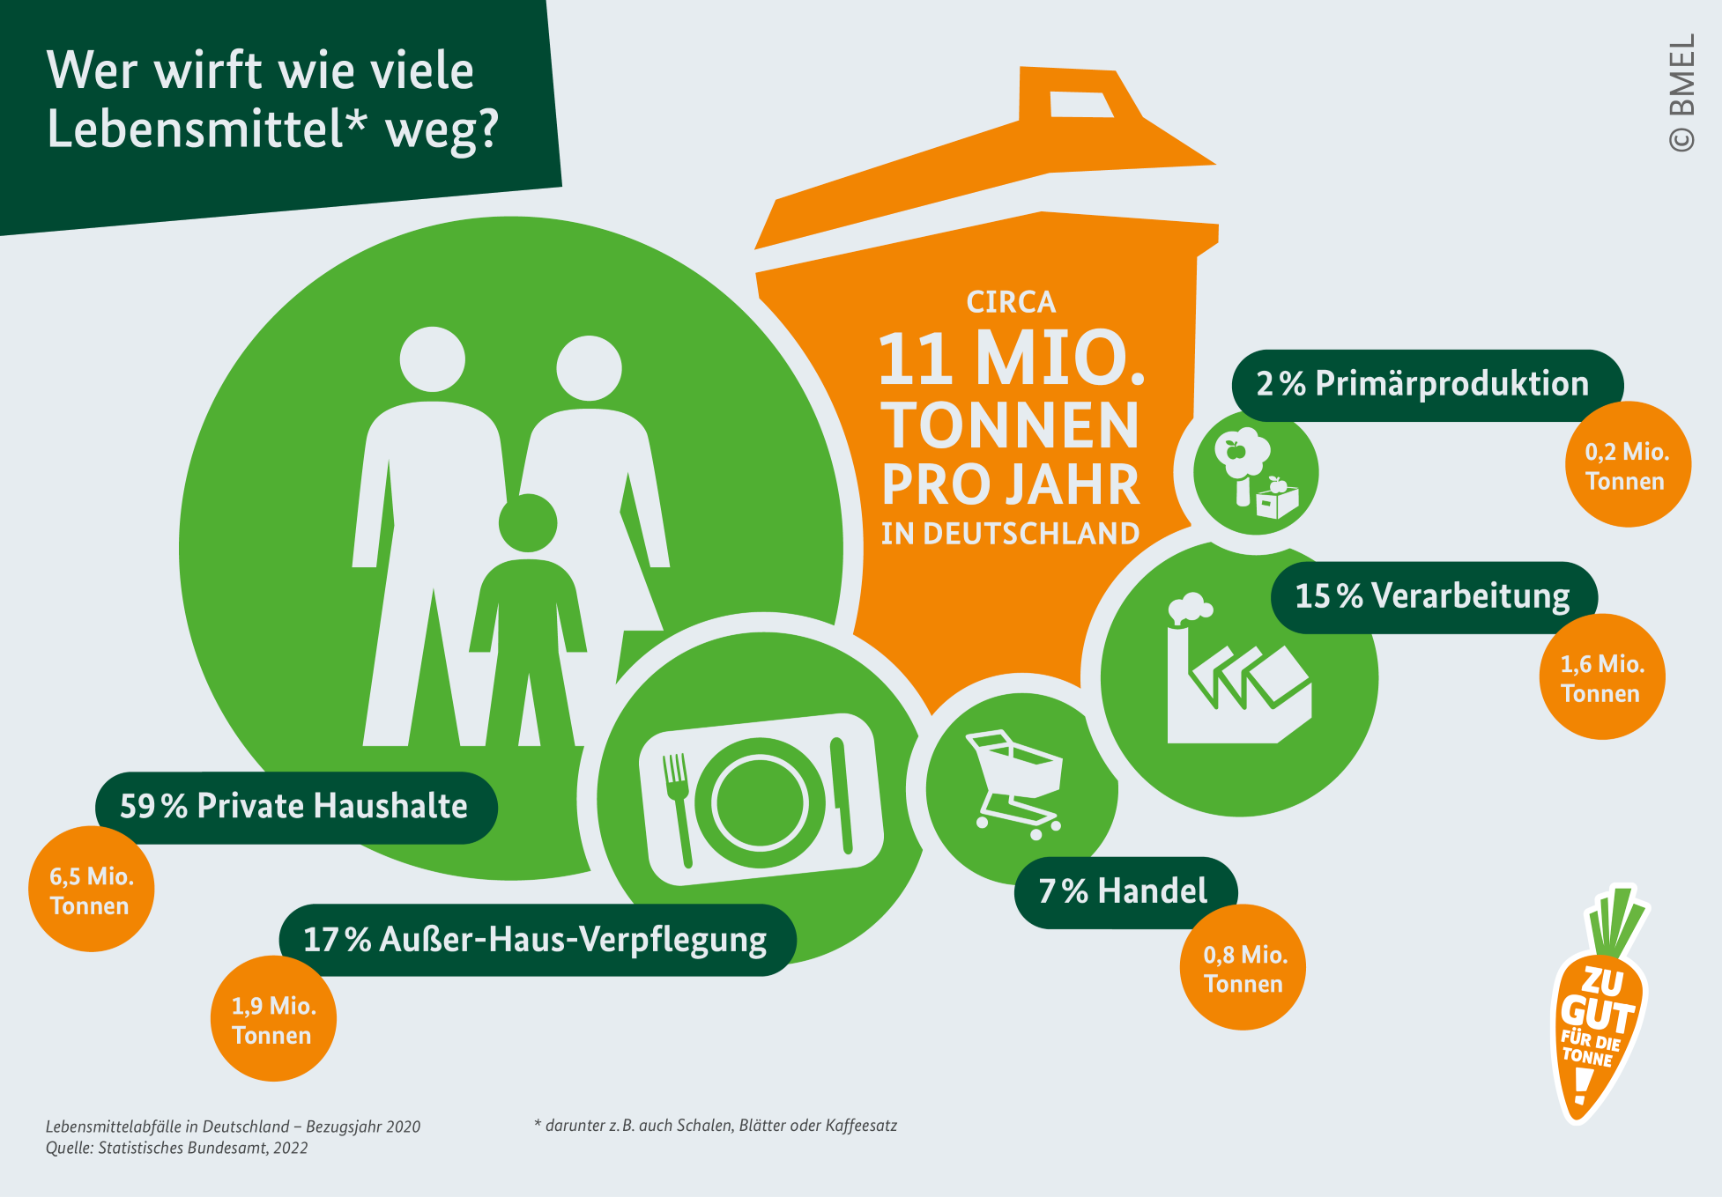 Wer wirft wie viele
Lebensmittel* weg?
© BMEL
CIRCA
11 MIO.
TONNEN
PRO JAHR
IN DEUTSCHLAND
2 % Primärproduktion
0,2 Mio.
Tonnen
15 % Verarbeitung
1,6 Mio.
Tonnen
59 % Private Haushalte
6,5 Mio.
Tonnen
17 % Außer-Haus-Verpflegung
1,9 Mio.
Tonnen
7 % Handel
0,8 Mio.
Tonnen
ZU
GUT
FÜR DIE
TONNE
!
Lebensmittelabfälle in Deutschland – Bezugsjahr 2020
Quelle: Statistisches Bundesamt, 2022
* darunter z. B. auch Schalen, Blätter oder Kaffeesatz